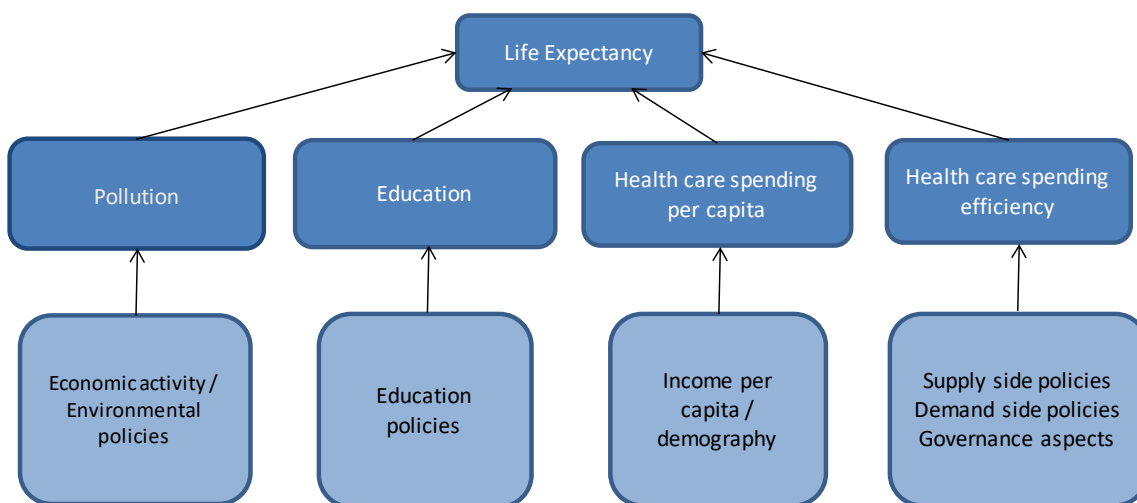 Life Expectancy
Pollution
Education
Health care spending
per capita
Health care spending
efficiency
Economic activity /
Environmental
policies
Education
policies
Income per
capita /
demography
Supply side policies
Demand side policies
Governance aspects